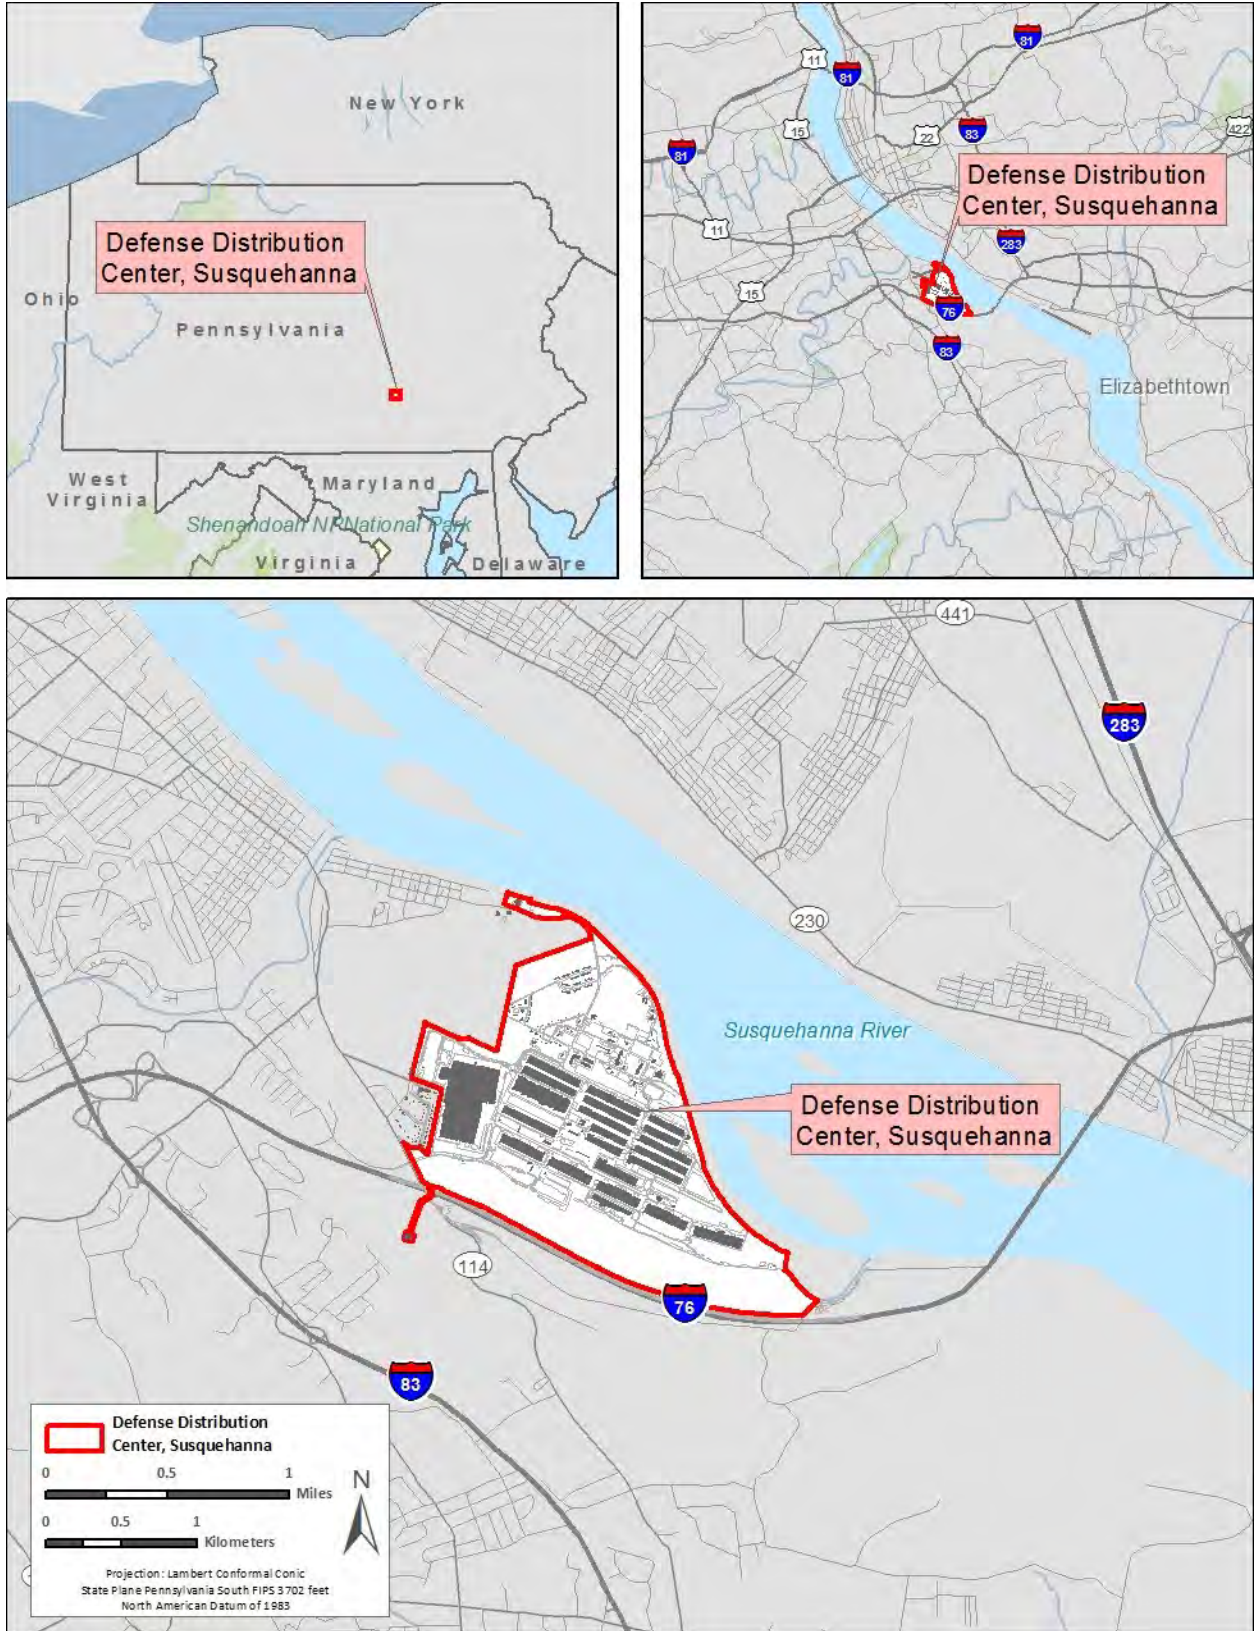 New York
Defense Distribution
Center, Susquehanna
Ohio
Pennsylvania
West
Virginia
Maryland
Shenandoah NP National Park
Virginia
Delaware
81
11
81
15
22
83
422
81
Defense Distribution
Center, Susquehanna
11
283
15
76
83
Elizabethtown
441
283
230
Susquehanna River
Defense Distribution
Center, Susquehanna
114
76
83
Defense Distribution
Center, Susquehanna
0 0.5 1
Miles
N
0 0.5 1
Kilometers
Projection: Lambert Conformal Conic
State Plane Pennsylvania South FIPS 3702 feet
North American Datum of 1983